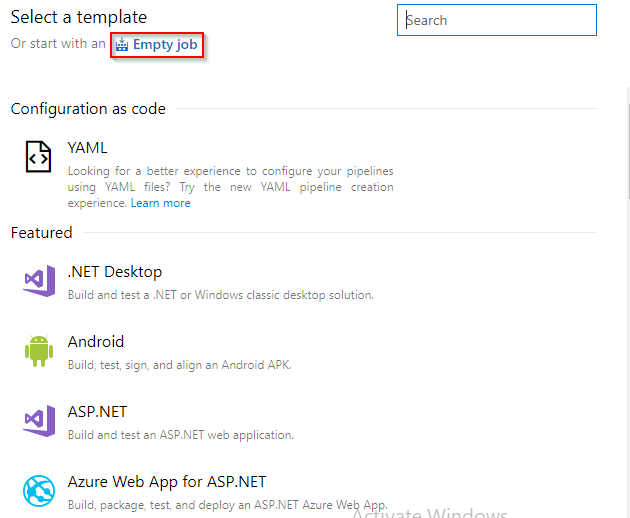 Select a template
Search
Or start with an Empty job
Configuration as code
YAML
Looking for a better experience to configure your pipelines
using YAML files? Try the new YAML pipeline creation
experience. Learn more
Featured
.NET Desktop
Build and test a .NET or Windows classic desktop solution.
Android
Build, test, sign, and align an Android APK.
ASP.NET
Build and test an ASP.NET web application.
Azure Web App for ASP.NET
Build, package, test, and deploy an ASP.NET Azure Web App.
Activate Windows